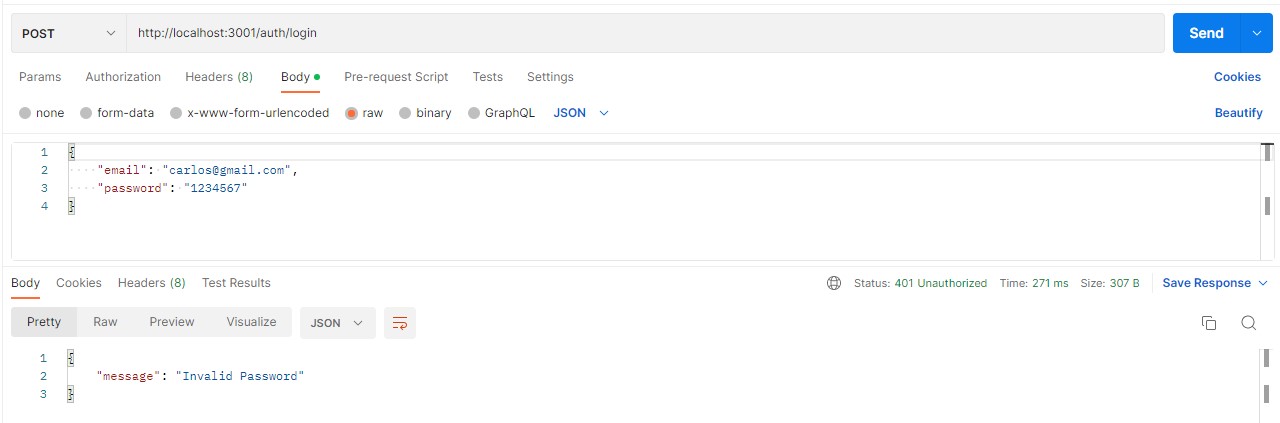 POST http://localhost:3001/auth/login Send
Params Authorization Headers (8) Body Pre-request Script Tests Settings Cookies
none form-data x-www-form-urlencoded raw binary GraphQL JSON Beautify
1 {
2 "email": "carlos@gmail.com",
3 "password": "1234567"
4 }
Body Cookies Headers (8) Test Results Status: 401 Unauthorized Time: 271 ms Size: 307 B Save Response
Pretty Raw Preview Visualize JSON
1 {
2 "message": "Invalid Password"
3 }